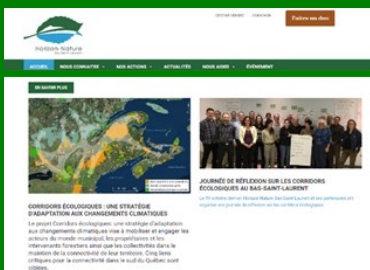 Horizon-Nature
Faites un don
ACCUEIL NOUS CONNAITRE NOS ACTIONS ACTUALITÉS NOUS AIDER ÉVÉNEMENT
EN SAVOIR PLUS
CORRIDORS ÉCOLOGIQUES : UNE STRATÉGIE
D'ADAPTATION AUX CHANGEMENTS CLIMATIQUES
Le projet Corridors écologiques: une stratégie d'adaptation
aux changements climatiques vise à mobiliser et engager les
acteurs du monde municipal, les propriétaires et les
intervenants forestiers ainsi que les collectivités dans le
maintien de la connectivité de leur territoire. Cinq liens
critiques pour la connectivité dans le sud du Québec sont
ciblées.
JOURNÉE DE RÉFLEXION SUR LES CORRIDORS
ÉCOLOGIQUES AU BAS-SAINT-LAURENT